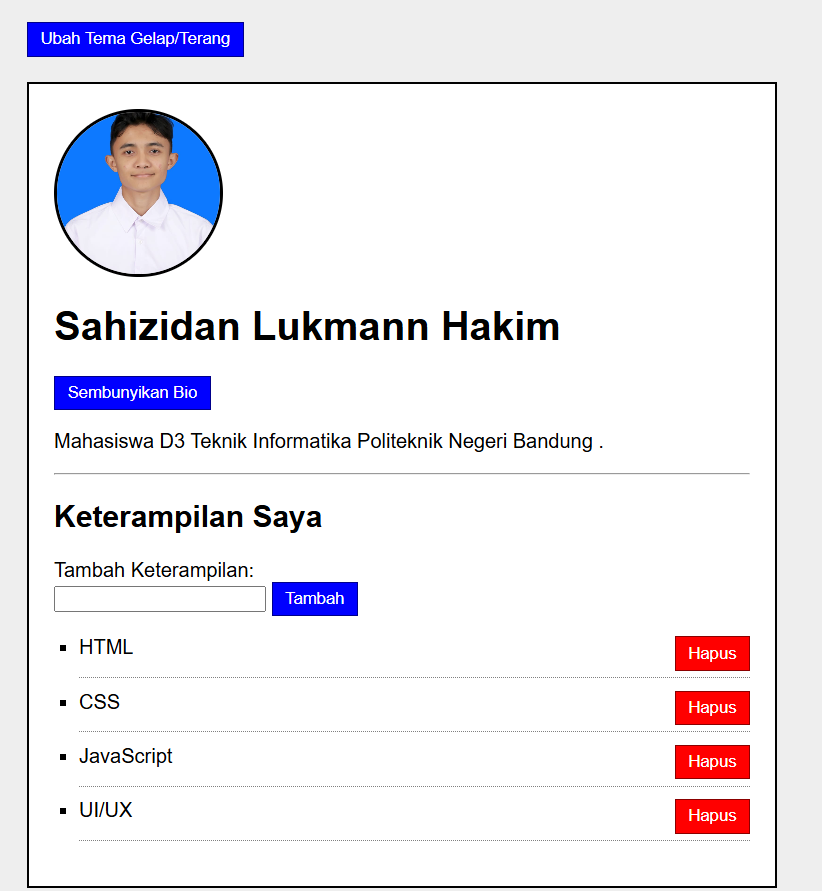 Ubah Tema Gelap/Terang
Sahizidan Lukmann Hakim
Sembunyikan Bio
Mahasiswa D3 Teknik Informatika Politeknik Negeri Bandung .
Keterampilan Saya
Tambah Keterampilan:
Tambah
HTML Hapus
CSS Hapus
JavaScript Hapus
UI/UX Hapus